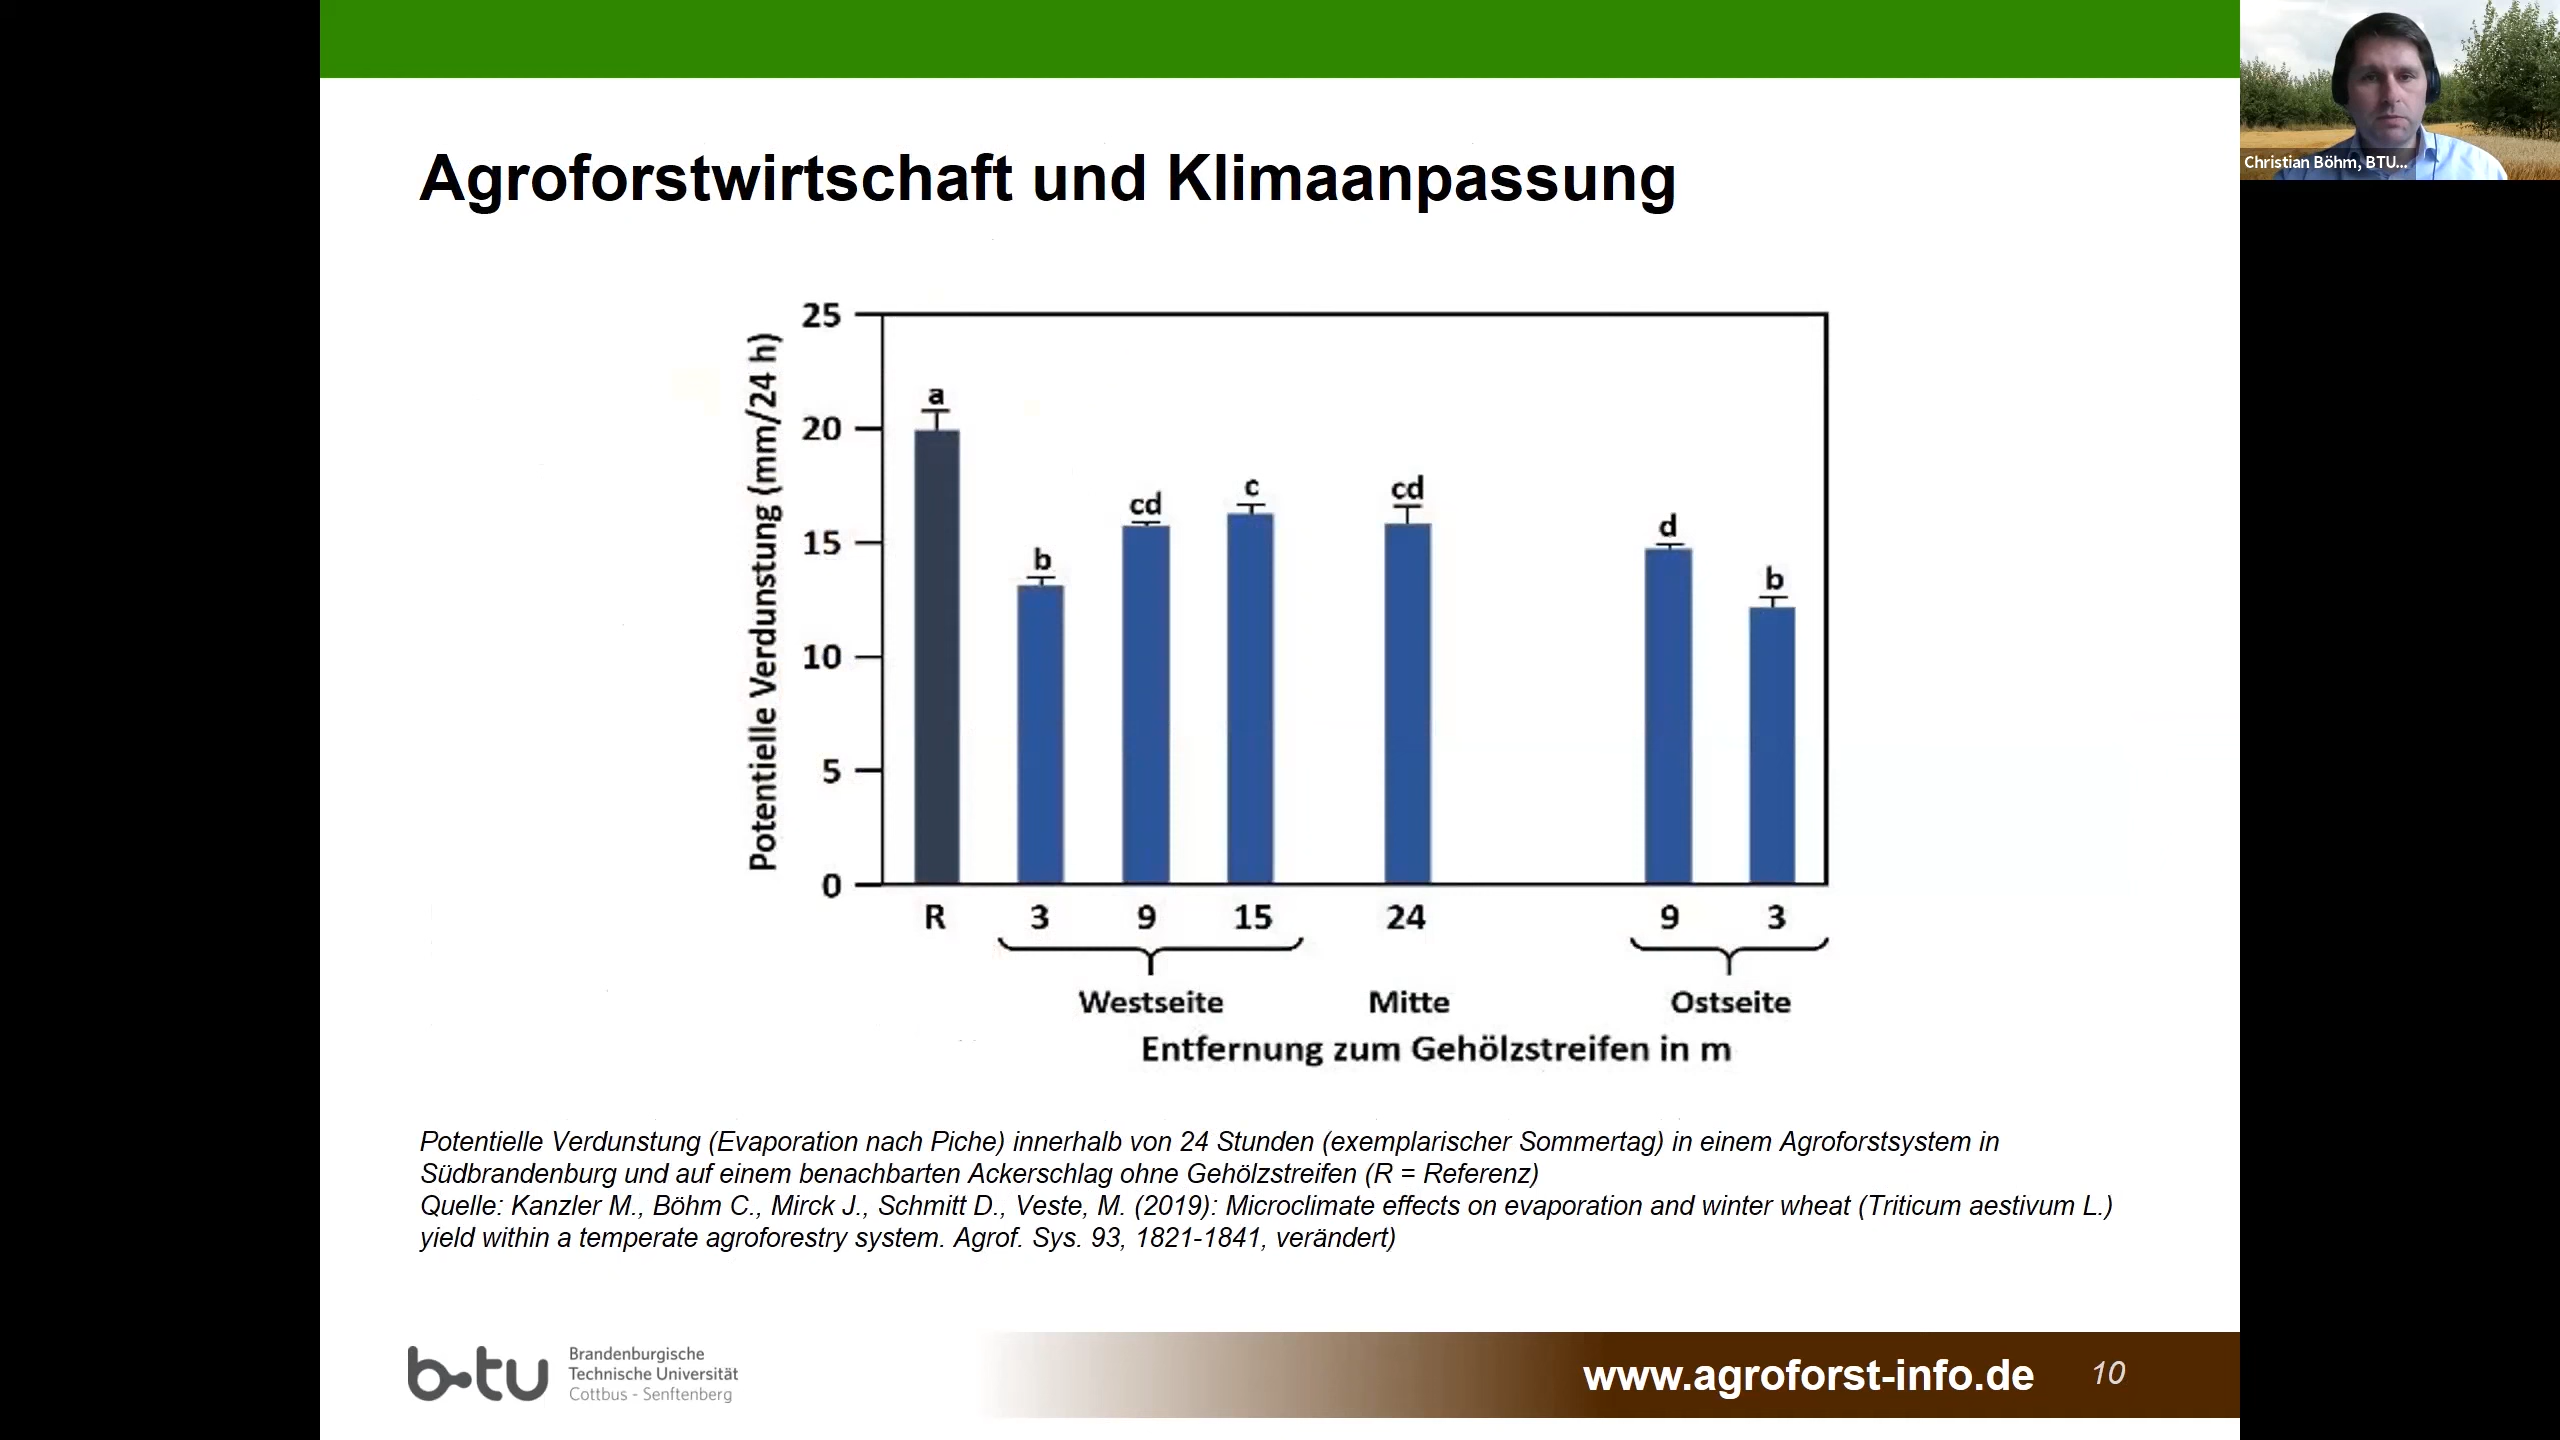 Christian Böhm, BTU...
Agroforstwirtschaft und Klimaanpassung
Potentielle Verdunstung (mm/24 h)
25
20
15
10
5
0
a
b
cd
c
cd
d
b
R 3 9 15 24 9 3
Westseite Mitte Ostseite
Entfernung zum Gehölzstreifen in m
Potentielle Verdunstung (Evaporation nach Piche) innerhalb von 24 Stunden (exemplarischer Sommertag) in einem Agroforstsystem in
Südbrandenburg und auf einem benachbarten Ackerschlag ohne Gehölzstreifen (R = Referenz)
Quelle: Kanzler M., Böhm C., Mirck J., Schmitt D., Veste, M. (2019): Microclimate effects on evaporation and winter wheat (Triticum aestivum L.)
yield within a temperate agroforestry system. Agrof. Sys. 93, 1821-1841, verändert)
b-tu
Brandenburgische
Technische Universität
Cottbus - Senftenberg
www.agroforst-info.de
10